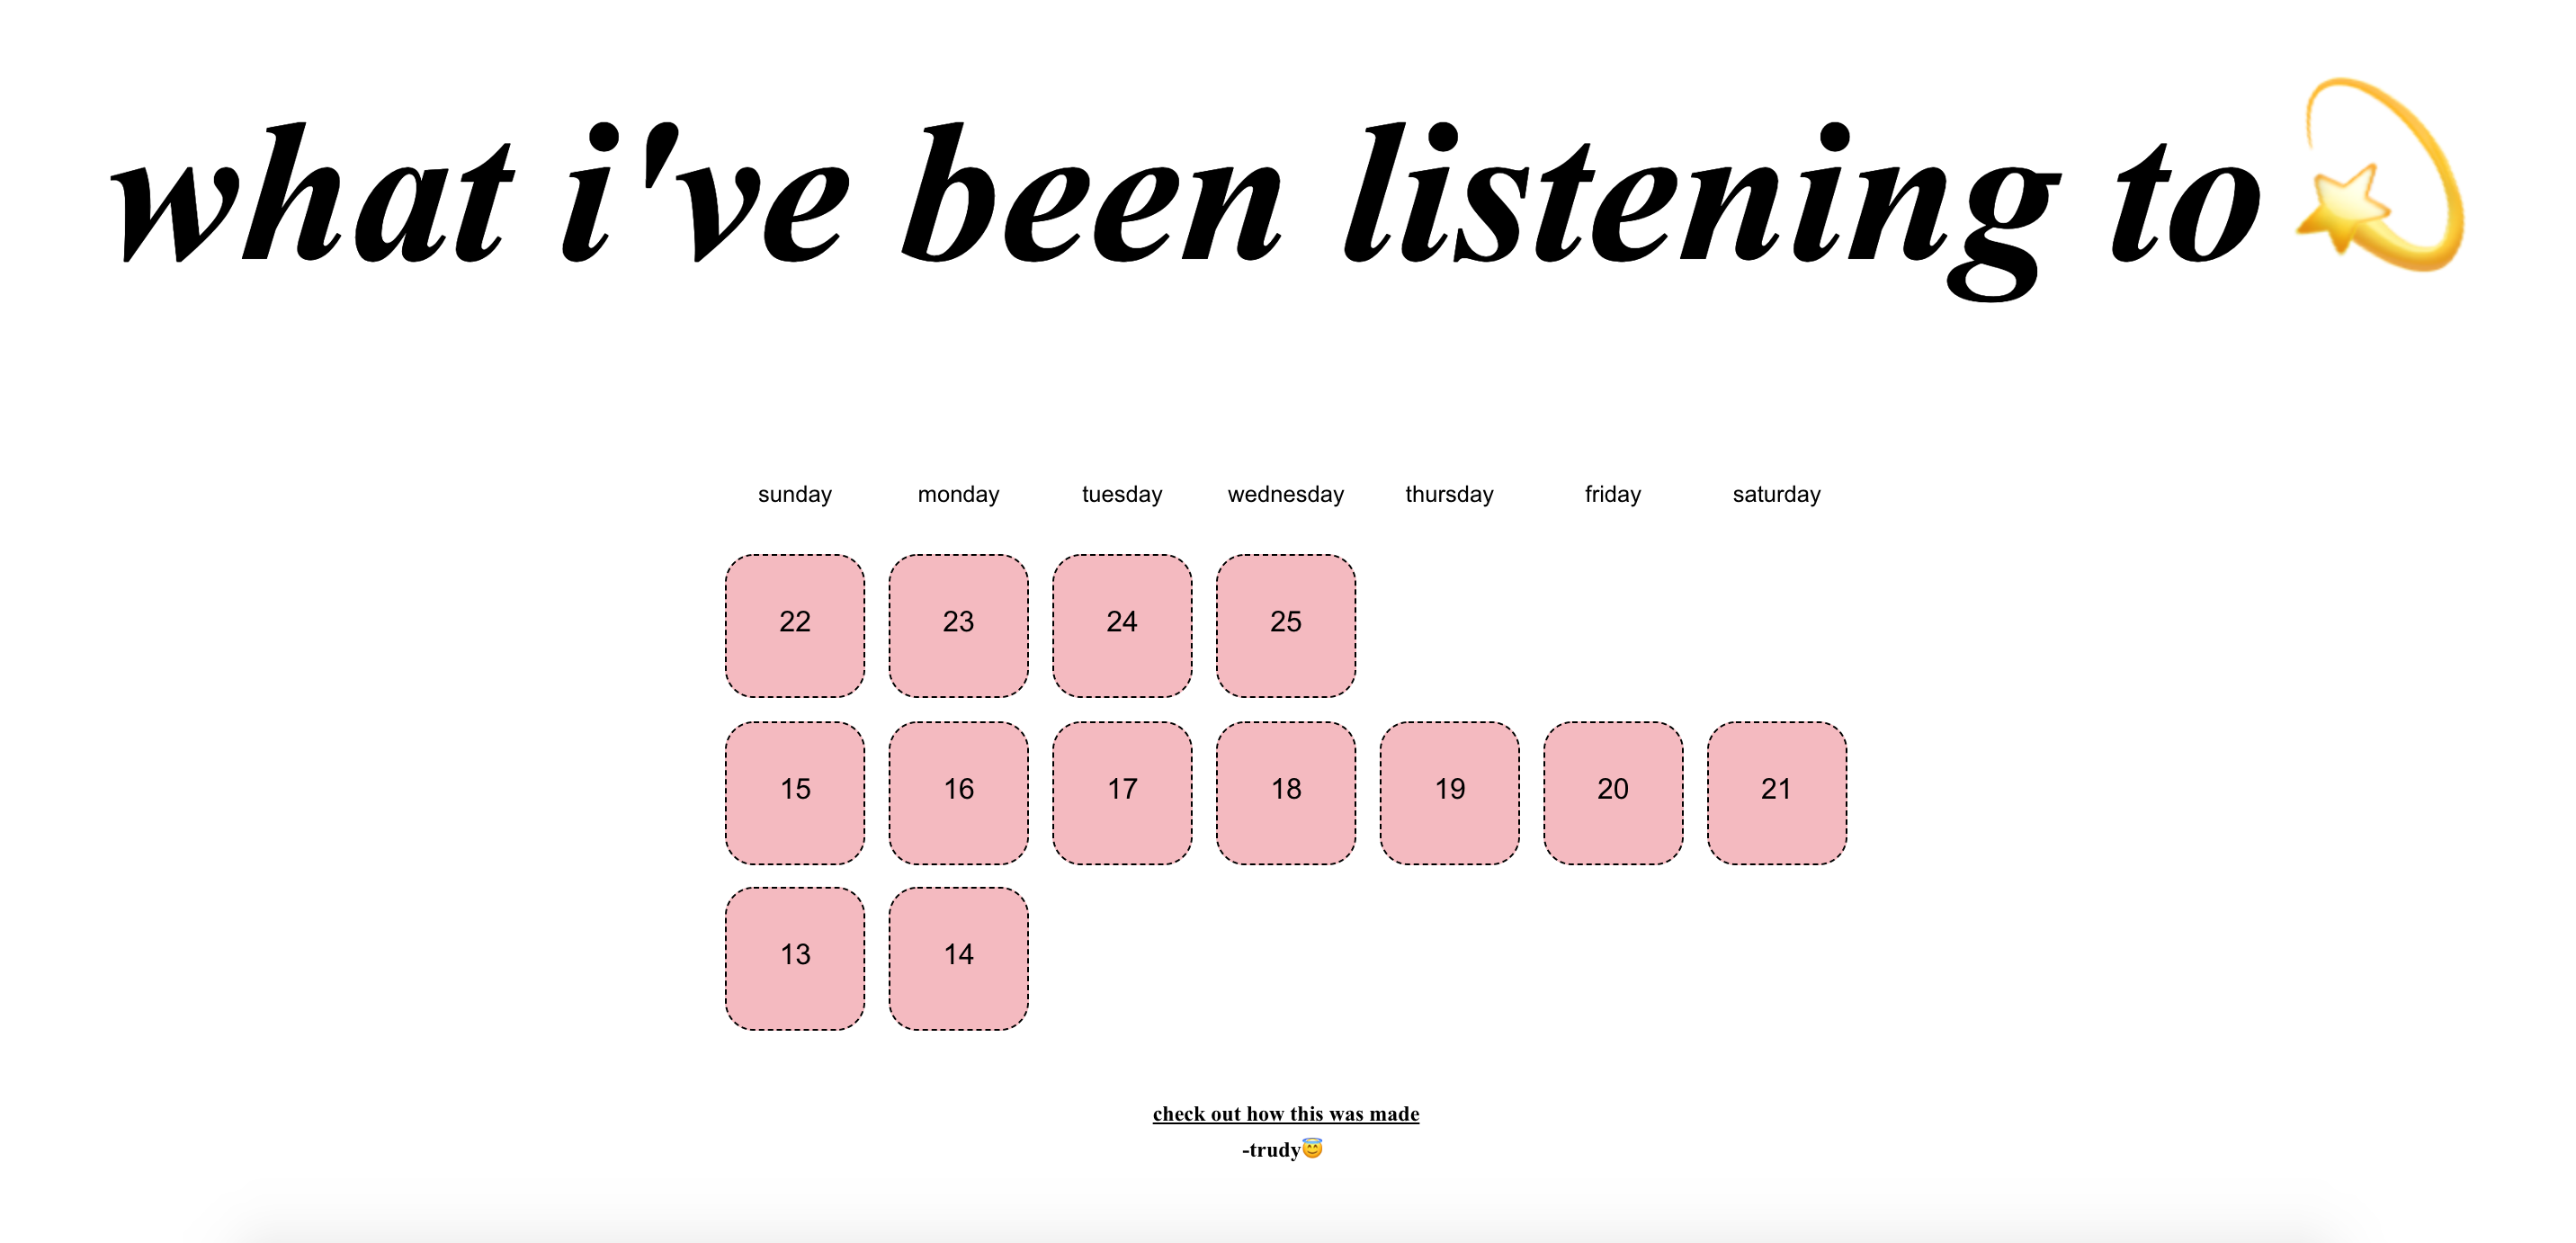 what i've been listening to💫
sunday monday tuesday wednesday thursday friday saturday
22 23 24 25
15 16 17 18 19 20 21
13 14
check out how this was made
-trudy😇